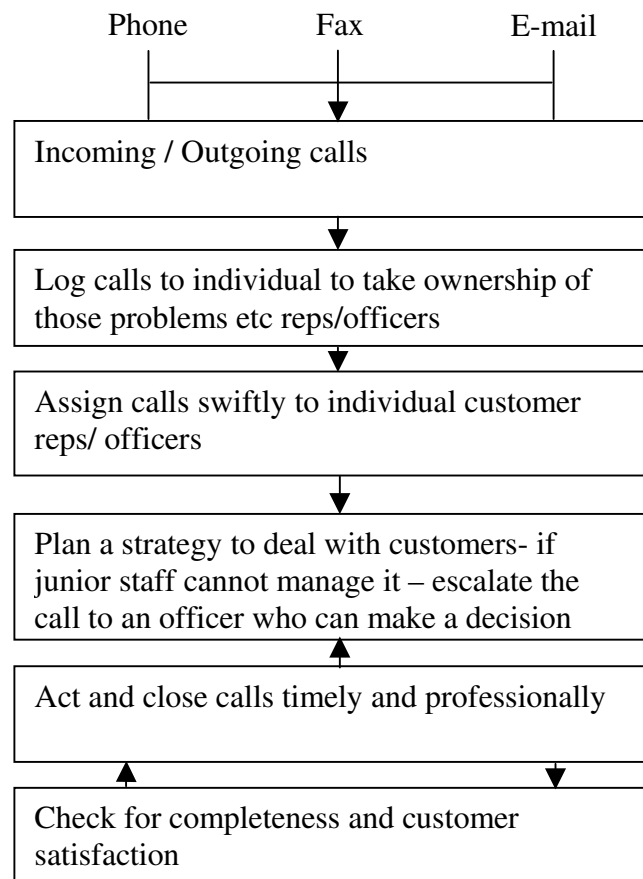 Phone Fax E-mail
Incoming / Outgoing calls
Log calls to individual to take ownership of
those problems etc reps/officers
Assign calls swiftly to individual customer
reps/ officers
Plan a strategy to deal with customers- if
junior staff cannot manage it – escalate the
call to an officer who can make a decision
Act and close calls timely and professionally
Check for completeness and customer
satisfaction